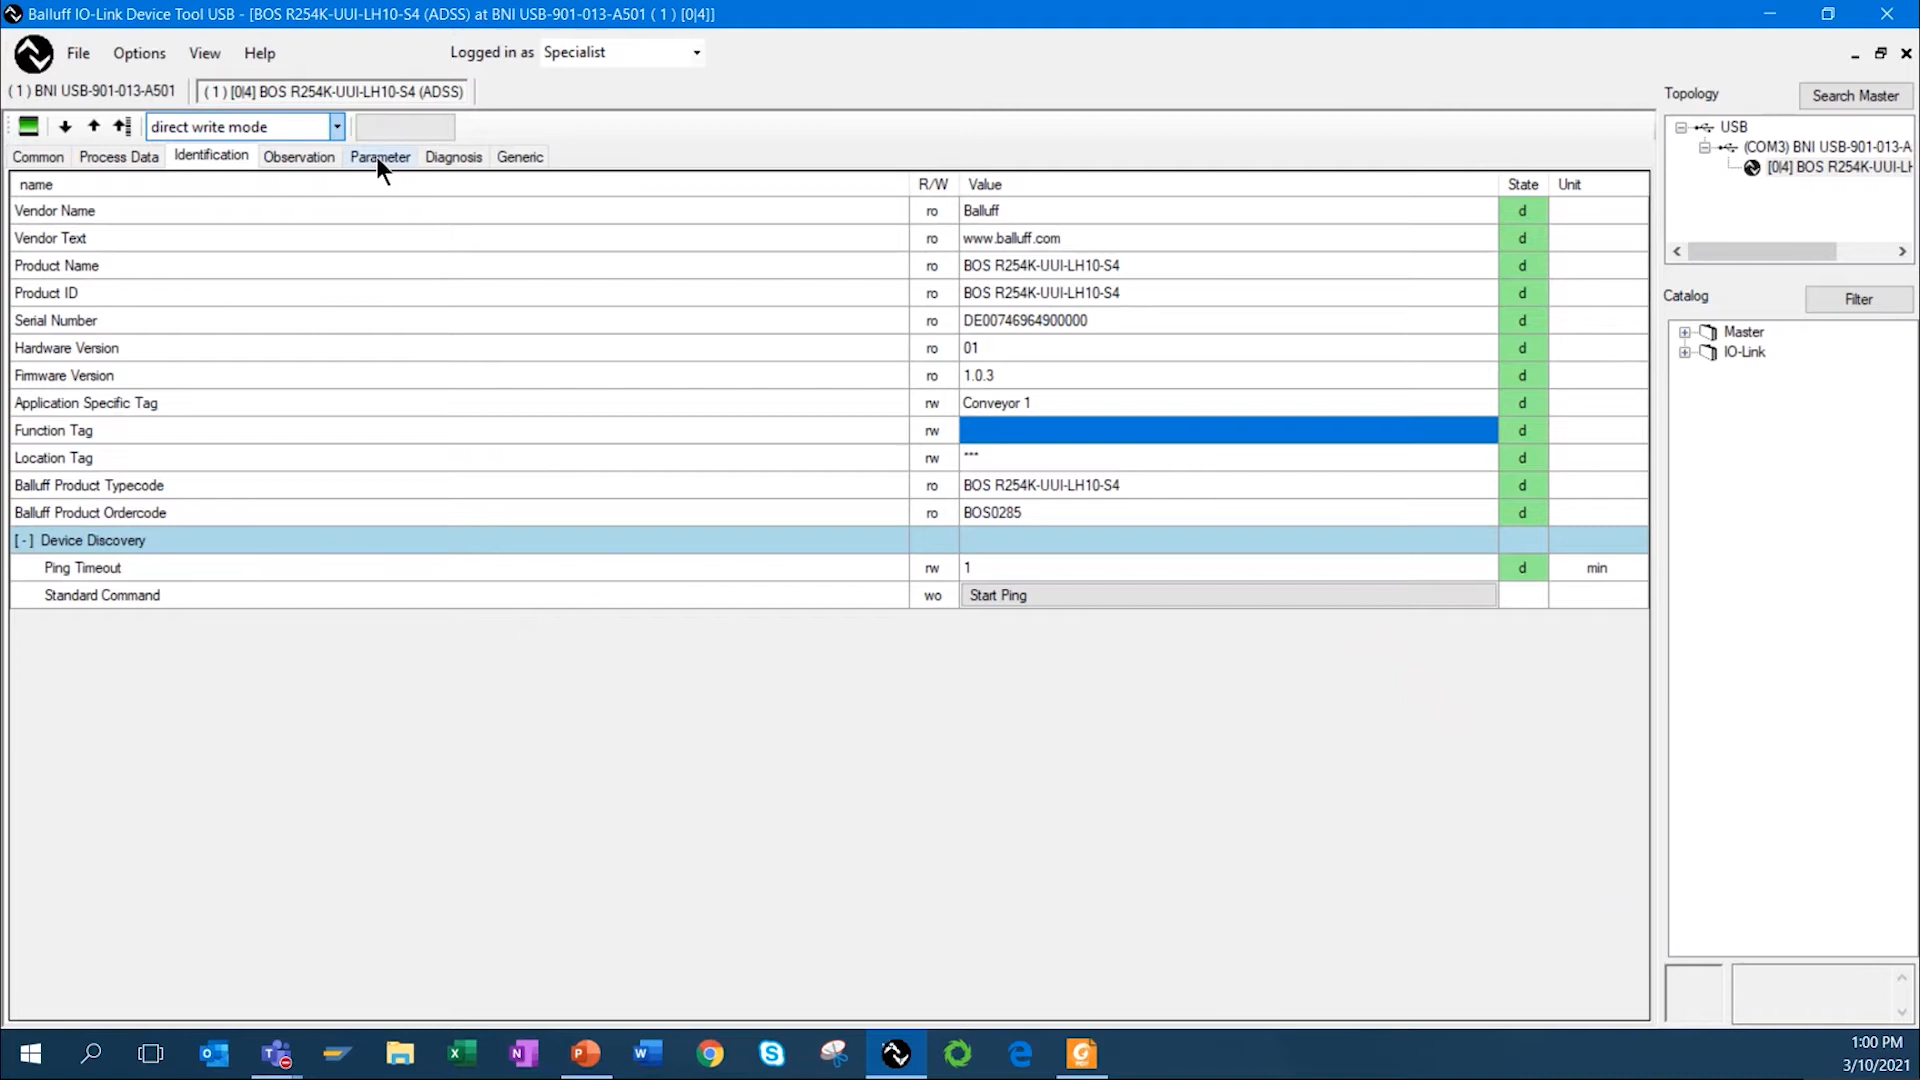 Balluff IO-Link Device Tool USB - [BOS R254K-UUI-LH10-S4 (ADSS) at BNI USB-901-013-A501 ( 1 ) [0|4]]
File Options View Help Logged in as Specialist
( 1 ) BNI USB-901-013-A501 ( 1 ) [0|4] BOS R254K-UUI-LH10-S4 (ADSS)
direct write mode
Common Process Data Identification Observation Parameter Diagnosis Generic
name R/W Value State Unit
Vendor Name ro Balluff d
Vendor Text ro www.balluff.com d
Product Name ro BOS R254K-UUI-LH10-S4 d
Product ID ro BOS R254K-UUI-LH10-S4 d
Serial Number ro DE00746964900000 d
Hardware Version ro 01 d
Firmware Version ro 1.0.3 d
Application Specific Tag rw Conveyor 1 d
Function Tag rw d
Location Tag rw *** d
Balluff Product Typecode ro BOS R254K-UUI-LH10-S4 d
Balluff Product Ordercode ro BOS0285 d
[ - ] Device Discovery
Ping Timeout rw 1 d min
Standard Command wo Start Ping
Topology Search Master
USB
(COM3) BNI USB-901-013-A
[0|4] BOS R254K-UUI-LH
Catalog Filter
Master
IO-Link
1:00 PM
3/10/2021